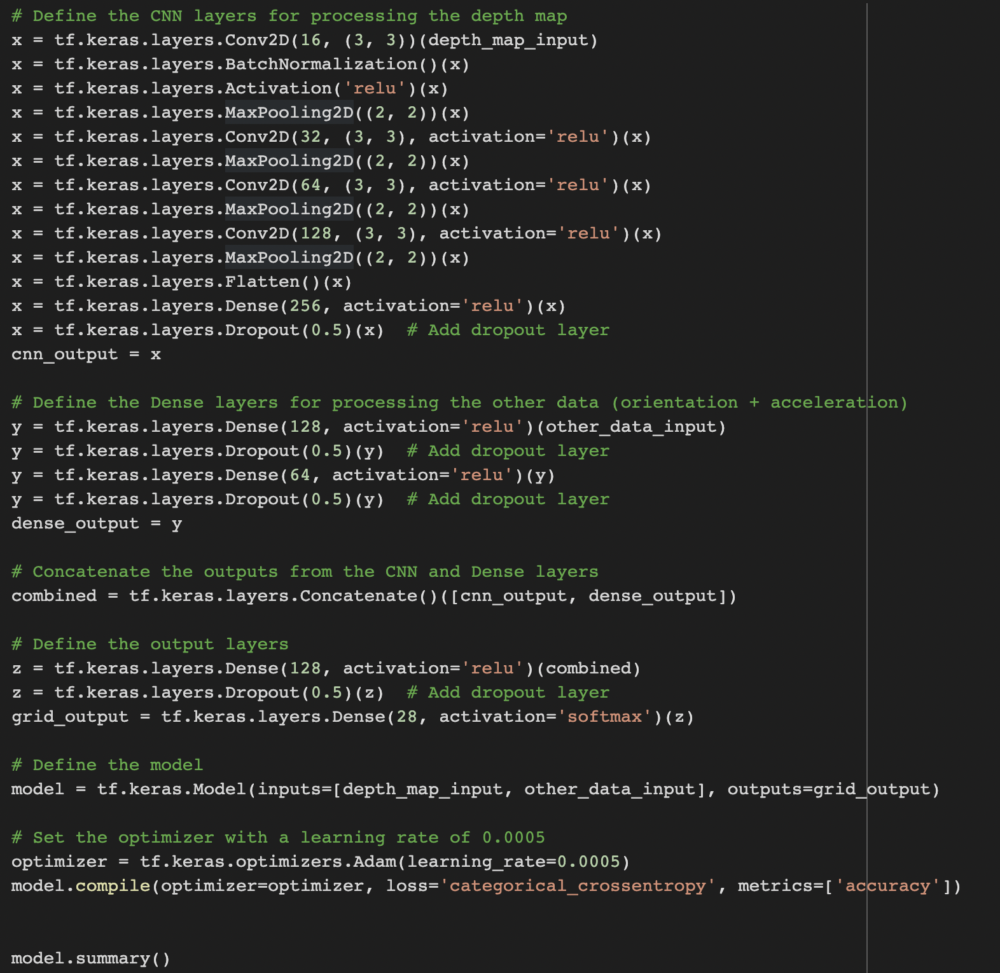 # Define the CNN layers for processing the depth map
x = tf.keras.layers.Conv2D(16, (3, 3))(depth_map_input)
x = tf.keras.layers.BatchNormalization()(x)
x = tf.keras.layers.Activation('relu')(x)
x = tf.keras.layers.MaxPooling2D((2, 2))(x)
x = tf.keras.layers.Conv2D(32, (3, 3), activation='relu')(x)
x = tf.keras.layers.MaxPooling2D((2, 2))(x)
x = tf.keras.layers.Conv2D(64, (3, 3), activation='relu')(x)
x = tf.keras.layers.MaxPooling2D((2, 2))(x)
x = tf.keras.layers.Conv2D(128, (3, 3), activation='relu')(x)
x = tf.keras.layers.MaxPooling2D((2, 2))(x)
x = tf.keras.layers.Flatten()(x)
x = tf.keras.layers.Dense(256, activation='relu')(x)
x = tf.keras.layers.Dropout(0.5)(x)  # Add dropout layer
cnn_output = x

# Define the Dense layers for processing the other data (orientation + acceleration)
y = tf.keras.layers.Dense(128, activation='relu')(other_data_input)
y = tf.keras.layers.Dropout(0.5)(y)  # Add dropout layer
y = tf.keras.layers.Dense(64, activation='relu')(y)
y = tf.keras.layers.Dropout(0.5)(y)  # Add dropout layer
dense_output = y

# Concatenate the outputs from the CNN and Dense layers
combined = tf.keras.layers.Concatenate()([cnn_output, dense_output])

# Define the output layers
z = tf.keras.layers.Dense(128, activation='relu')(combined)
z = tf.keras.layers.Dropout(0.5)(z)  # Add dropout layer
grid_output = tf.keras.layers.Dense(28, activation='softmax')(z)

# Define the model
model = tf.keras.Model(inputs=[depth_map_input, other_data_input], outputs=grid_output)

# Set the optimizer with a learning rate of 0.0005
optimizer = tf.keras.optimizers.Adam(learning_rate=0.0005)
model.compile(optimizer=optimizer, loss='categorical_crossentropy', metrics=['accuracy'])

model.summary()